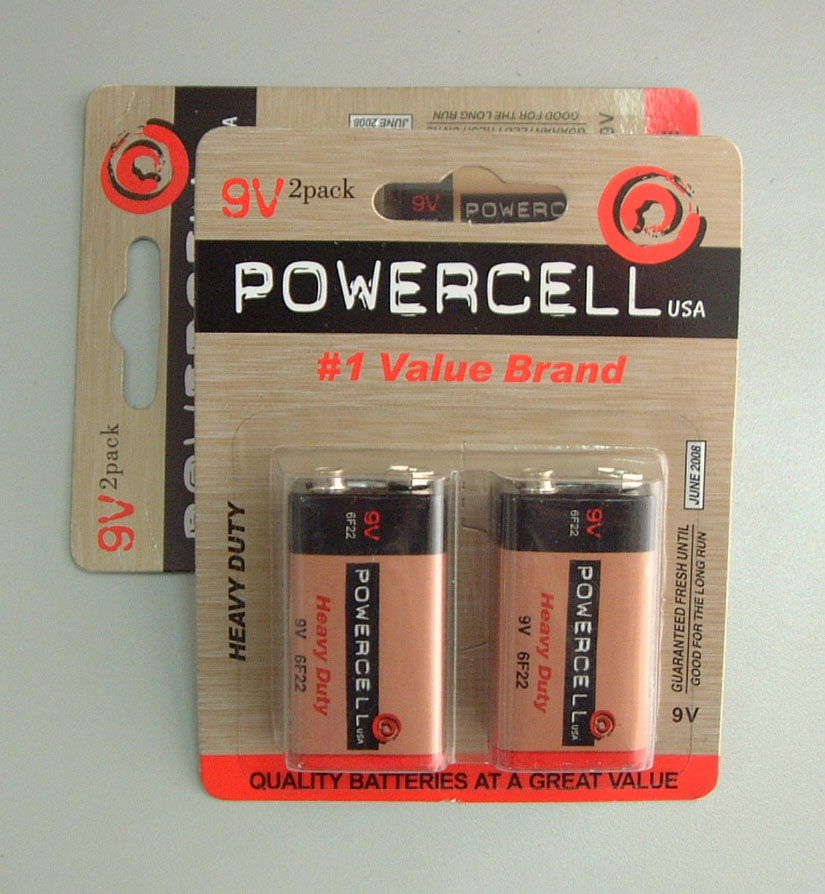 GOOD FOR THE LONG RUN
JUNE 2008
9V
2pack
9V 2pack
9V POWERC
POWERCELL USA
#1 Value Brand
HEAVY DUTY
JUNE 2008
GUARANTEED FRESH UNTIL
GOOD FOR THE LONG RUN
9V
9V
6F22
POWERCELL USA
Heavy Duty
9V 6F22
9V
6F22
POWERCELL USA
Heavy Duty
9V 6F22
QUALITY BATTERIES AT A GREAT VALUE